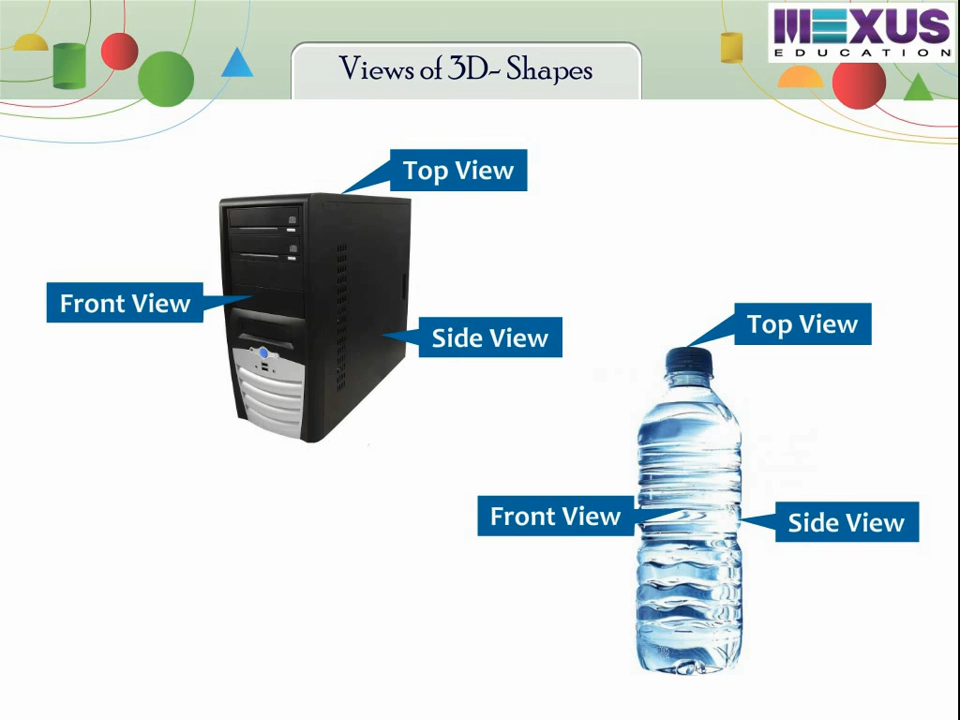 MEXUS
EDUCATION
Views of 3D- Shapes
Top View
Front View
Side View
Top View
Front View
Side View